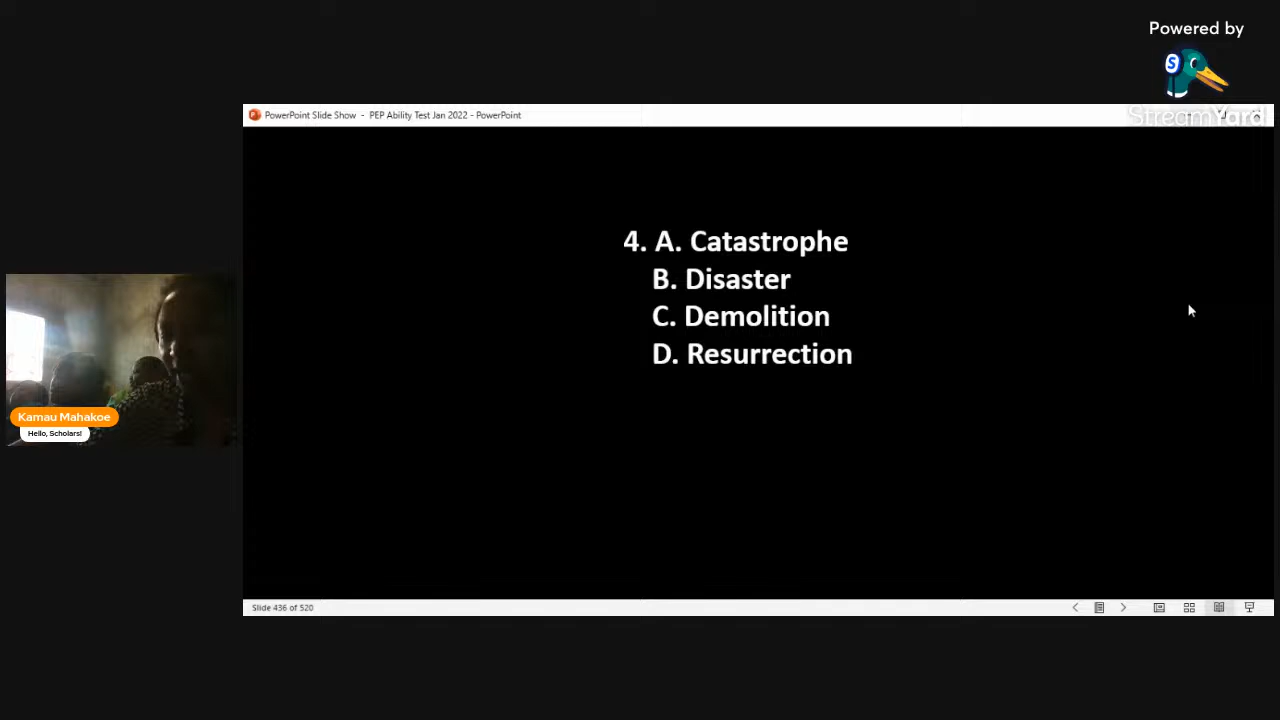 Powered by
StreamYard
PowerPoint Slide Show - PEP Ability Test Jan 2022 - PowerPoint
4. A. Catastrophe
B. Disaster
C. Demolition
D. Resurrection
Kamau Mahakoe
Hello, Scholars!
Slide 436 of 520